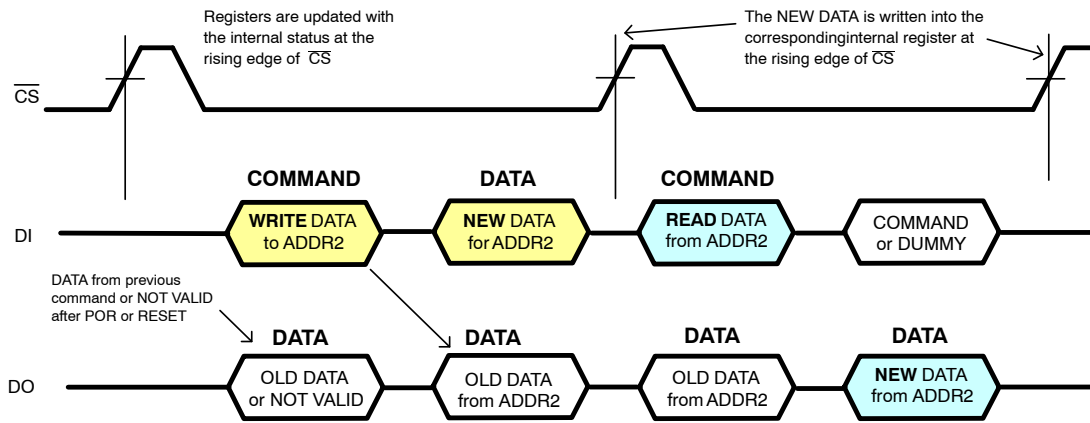 Registers are updated with
the internal status at the
rising edge of CS
The NEW DATA is written into the
correspondinginternal register at
the rising edge of CS
CS
COMMAND
DATA
COMMAND
DI
WRITE DATA
to ADDR2
NEW DATA
for ADDR2
READ DATA
from ADDR2
COMMAND
or DUMMY
DATA from previous
command or NOT VALID
after POR or RESET
DATA
DATA
DATA
DATA
DO
OLD DATA
or NOT VALID
OLD DATA
from ADDR2
OLD DATA
from ADDR2
NEW DATA
from ADDR2